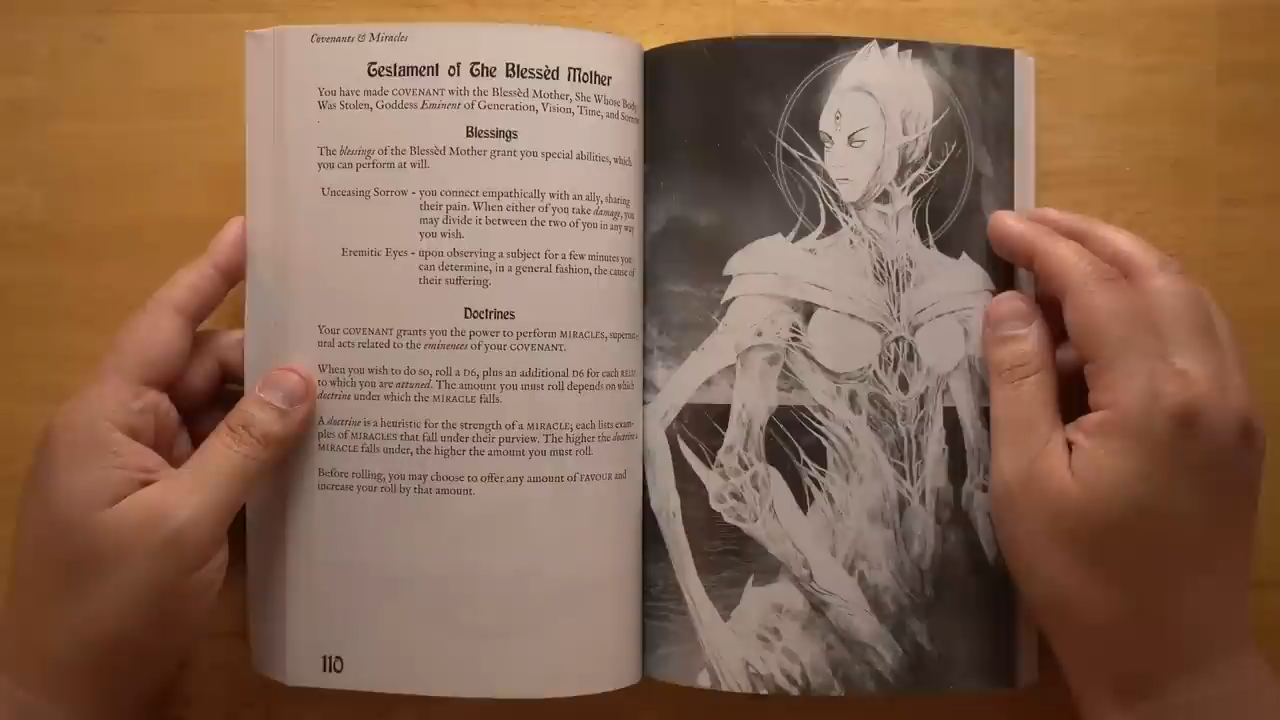 Covenants & Miracles
Testament of The Blessèd Mother
You have made COVENANT with the Blessèd Mother, She Whose Body
Was Stolen, Goddess Eminent of Generation, Vision, Time, and Sorrow
Blessings
The blessings of the Blessèd Mother grant you special abilities, which
you can perform at will.
Unceasing Sorrow - you connect empathically with an ally, sharing
their pain. When either of you take damage, you
may divide it between the two of you in any way
you wish.
Eremitic Eyes - upon observing a subject for a few minutes you
can determine, in a general fashion, the cause of
their suffering.
Doctrines
Your COVENANT grants you the power to perform MIRACLES, supernat-
ural acts related to the eminences of your COVENANT.
When you wish to do so, roll a D6, plus an additional D6 for each RELIC
to which you are attuned. The amount you must roll depends on which
doctrine under which the MIRACLE falls.
A doctrine is a heuristic for the strength of a MIRACLE; each lists exam-
ples of MIRACLES that fall under their purview. The higher the doctrine a
MIRACLE falls under, the higher the amount you must roll.
Before rolling, you may choose to offer any amount of FAVOUR and
increase your roll by that amount.
110